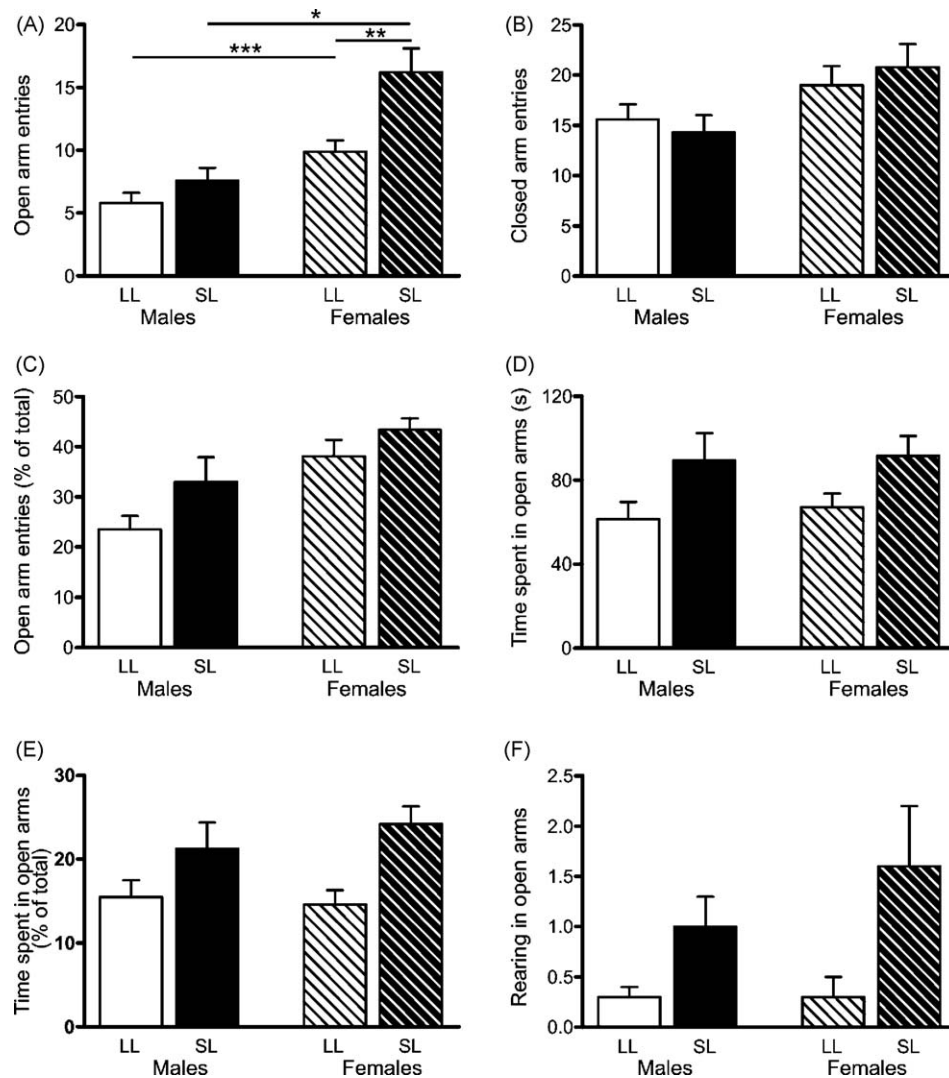 (A)
Open arm entries
20
15
10
5
0
*
***
**
LL SL LL SL
Males Females
(B)
Closed arm entries
25
20
15
10
5
0
LL SL LL SL
Males Females
(C)
Open arm entries (% of total)
50
40
30
20
10
0
LL SL LL SL
Males Females
(D)
Time spent in open arms (s)
120
80
40
0
LL SL LL SL
Males Females
(E)
Time spent in open arms
(% of total)
30
20
10
0
LL SL LL SL
Males Females
(F)
Rearing in open arms
2.5
2.0
1.5
1.0
0.5
0.0
LL SL LL SL
Males Females